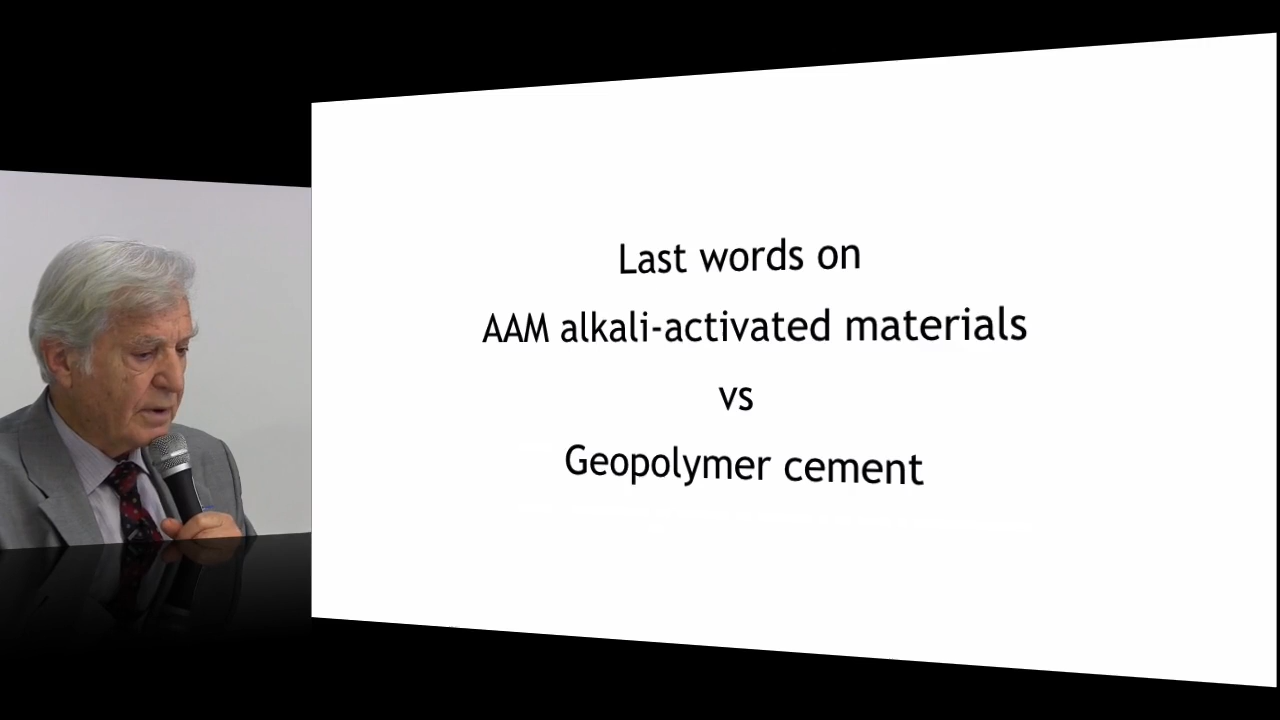 Last words on
AAM alkali-activated materials
vs
Geopolymer cement